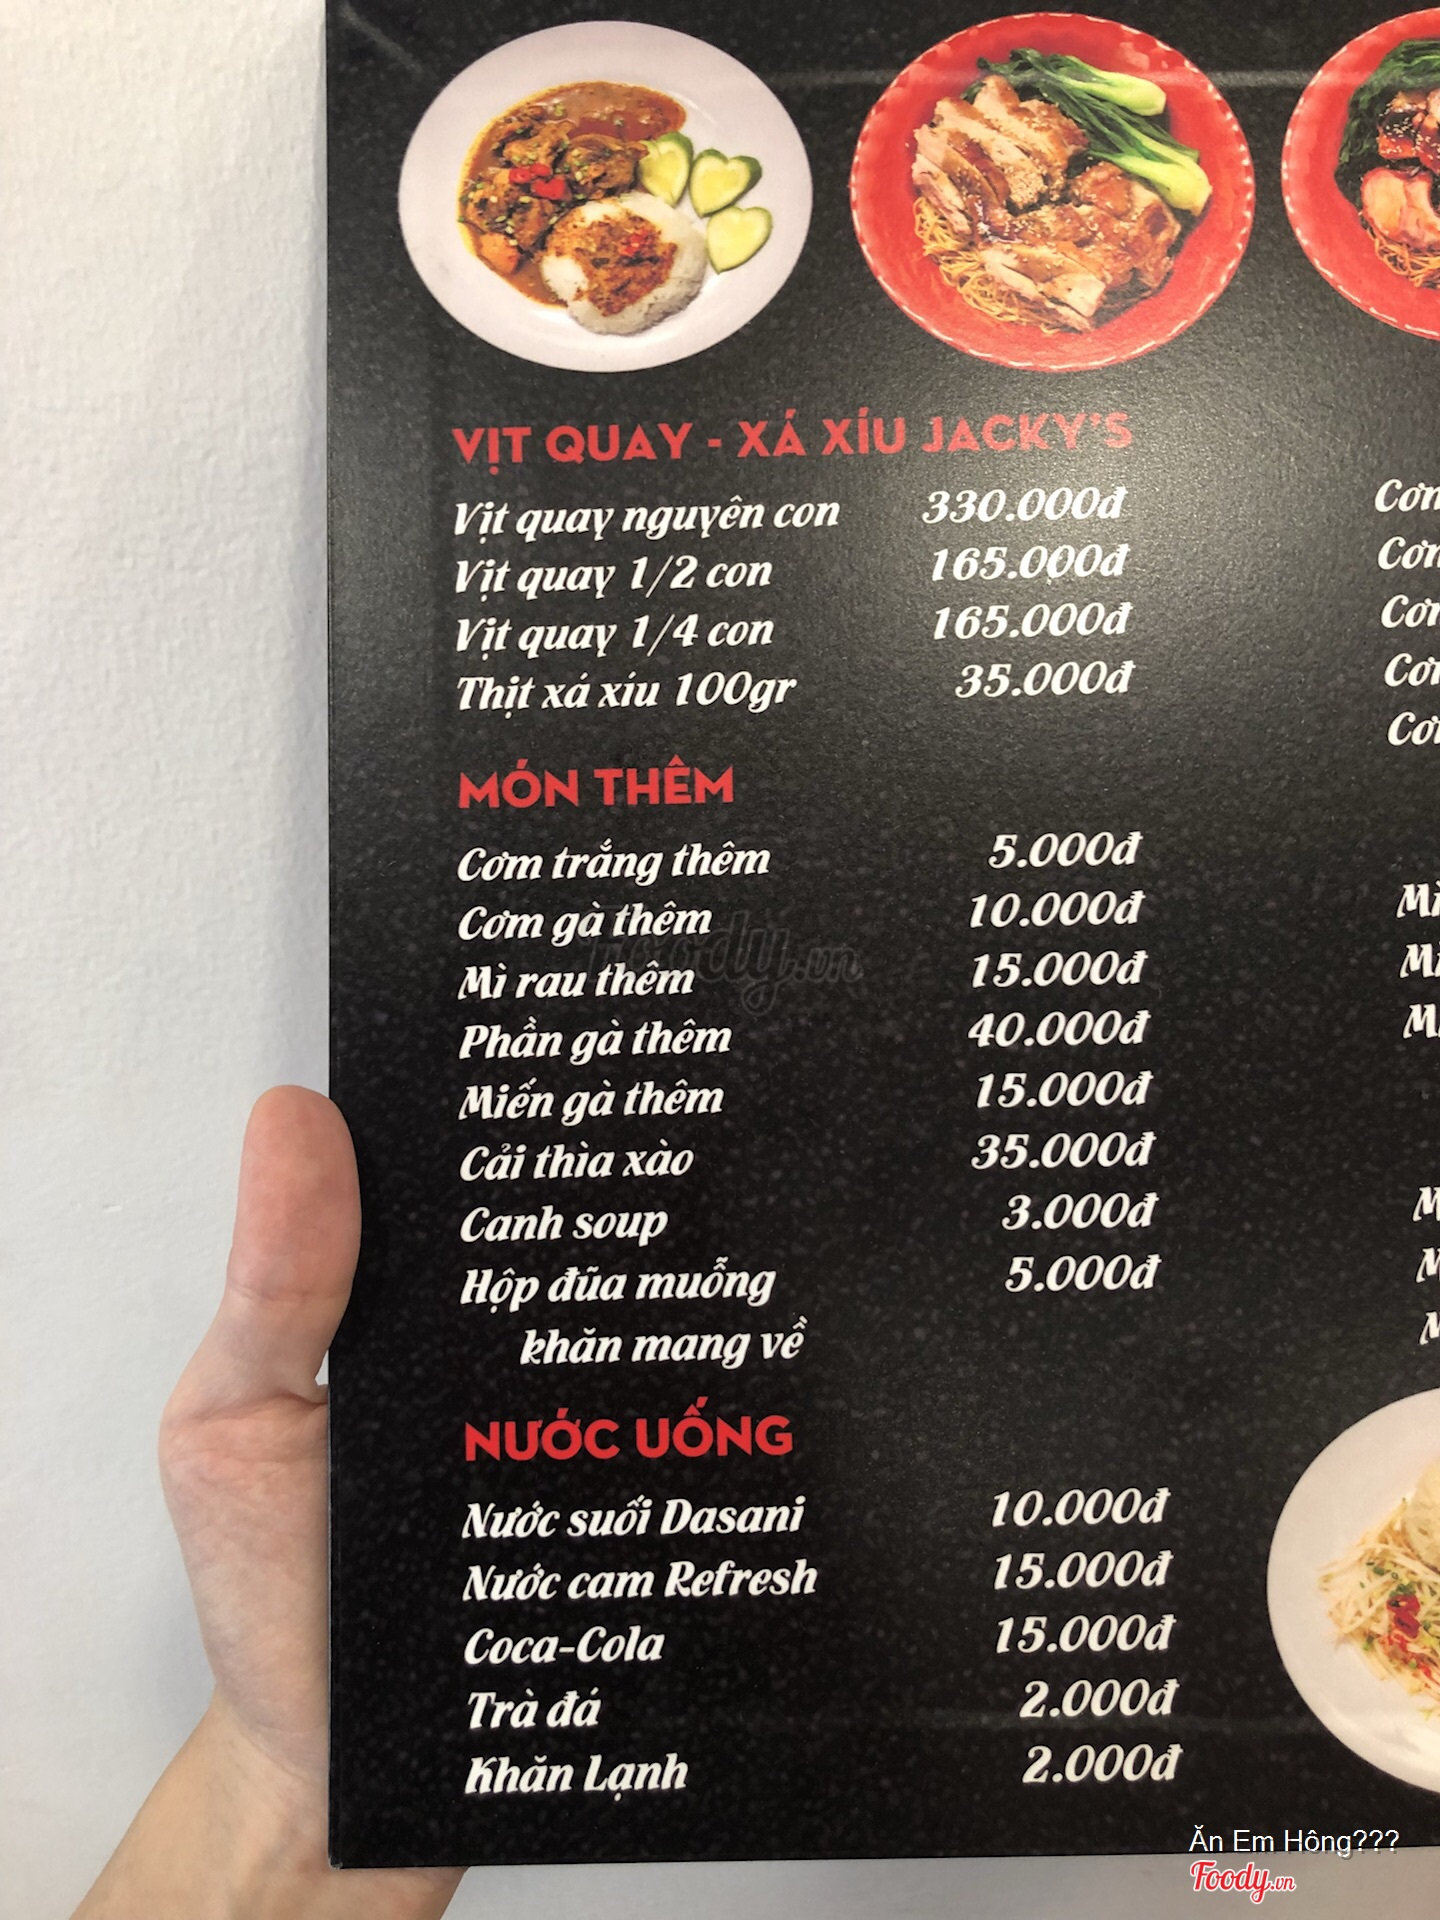 VỊT QUAY - XÁ XÍU JACKY'S
Vịt quay nguyên con 330.000đ
Vịt quay 1/2 con 165.000đ
Vịt quay 1/4 con 165.000đ
Thịt xá xíu 100gr 35.000đ
MÓN THÊM
Cơm trắng thêm 5.000đ
Cơm gà thêm 10.000đ
Mì rau thêm 15.000đ
Phần gà thêm 40.000đ
Miến gà thêm 15.000đ
Cải thìa xào 35.000đ
Canh soup 3.000đ
Hộp đũa muỗng 5.000đ
khăn mang về
NƯỚC UỐNG
Nước suối Dasani 10.000đ
Nước cam Refresh 15.000đ
Coca-Cola 15.000đ
Trà đá 2.000đ
Khăn Lạnh 2.000đ
Foody.vn
Ăn Em Hông???
Foody.vn